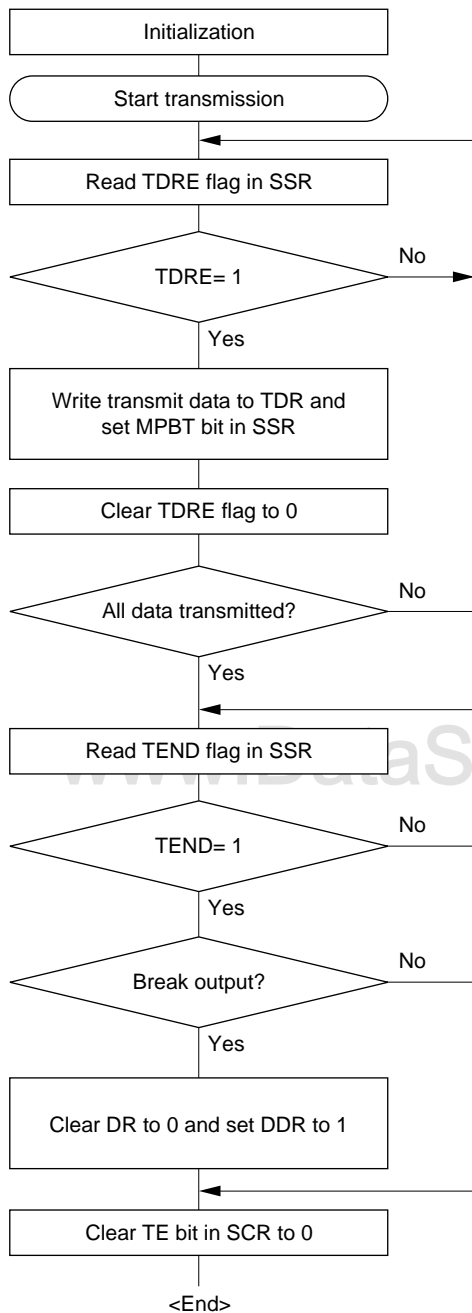 Initialization
Start transmission
Read TDRE flag in SSR
TDRE= 1
No
Yes
Write transmit data to TDR and
set MPBT bit in SSR
Clear TDRE flag to 0
All data transmitted?
No
Yes
Read TEND flag in SSR
www.DataS
TEND= 1
No
Yes
Break output?
No
Yes
Clear DR to 0 and set DDR to 1
Clear TE bit in SCR to 0
<End>